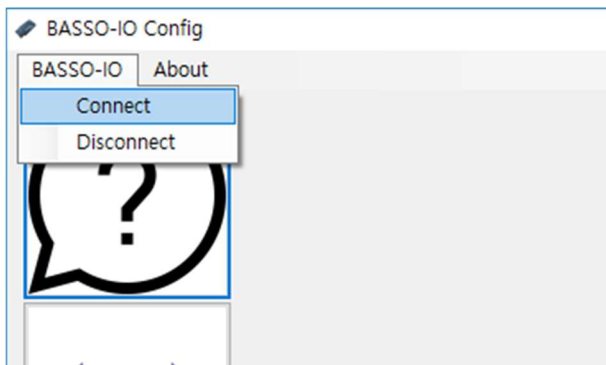 BASSO-IO Config
BASSO-IO About
Connect
Disconnect
?